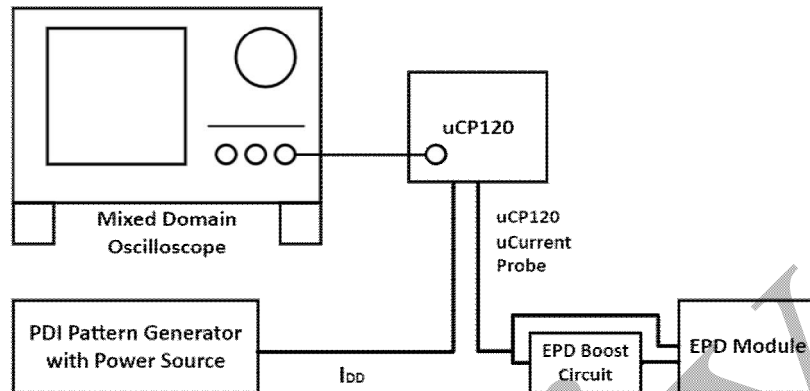 uCP120
Mixed Domain
Oscilloscope
uCP120
uCurrent
Probe
PDI Pattern Generator
with Power Source
IDD
EPD Boost
Circuit
EPD Module